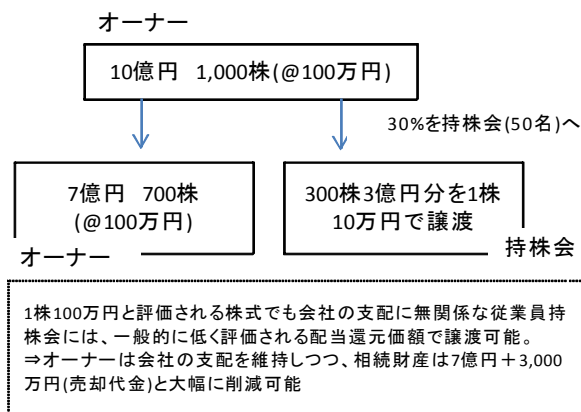 オーナー
10億円 1,000株(@100万円)
30%を持株会(50名)へ
7億円 700株
(@100万円)
オーナー
300株3億円分を1株
10万円で譲渡
持株会
1株100万円と評価される株式でも会社の支配に無関係な従業員持
株会には、一般的に低く評価される配当還元価額で譲渡可能。
⇒オーナーは会社の支配を維持しつつ、相続財産は7億円＋3,000
万円(売却代金)と大幅に削減可能